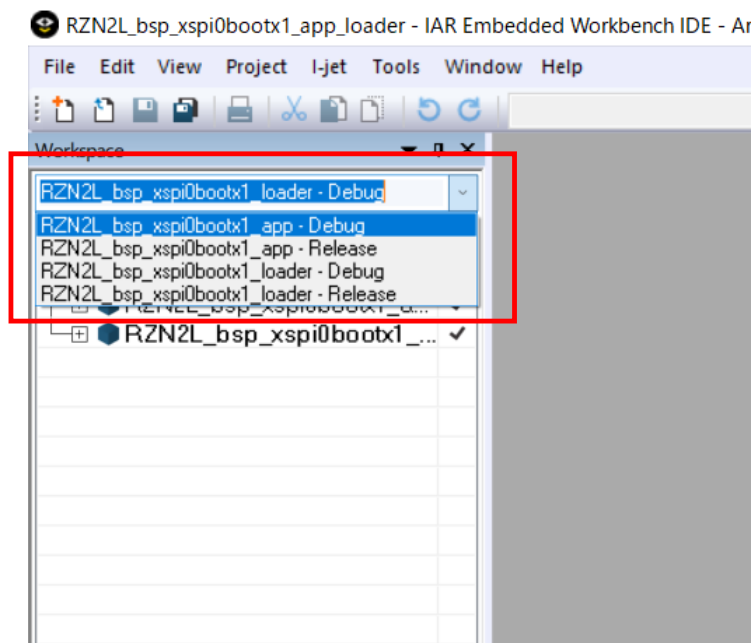 RZN2L_bsp_xspi0bootx1_app_loader - IAR Embedded Workbench IDE - Ar
File Edit View Project I-jet Tools Window Help
Workspace
RZN2L_bsp_xspi0bootx1_loader - Debug
RZN2L_bsp_xspi0bootx1_app - Debug
RZN2L_bsp_xspi0bootx1_app - Release
RZN2L_bsp_xspi0bootx1_loader - Debug
RZN2L_bsp_xspi0bootx1_loader - Release
RZN2L_bsp_xspi0bootx1_a...
RZN2L_bsp_xspi0bootx1_...